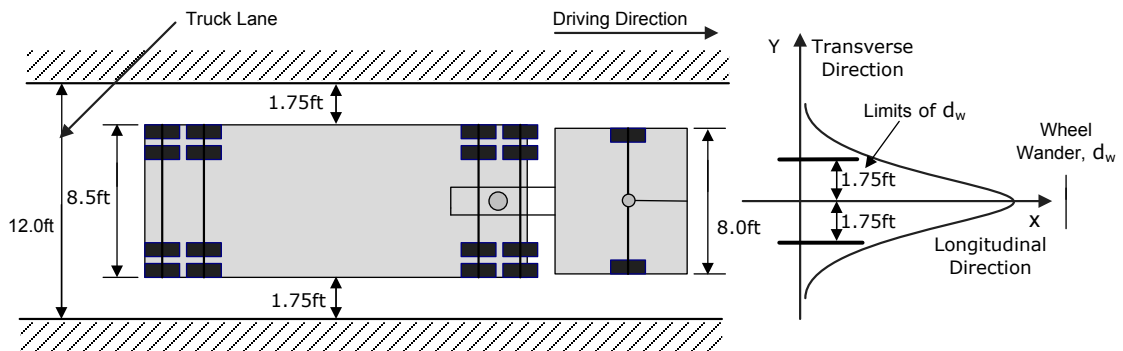 Truck Lane
Driving Direction
1.75ft
8.5ft
12.0ft
8.0ft
1.75ft
Y
Transverse
Direction
Limits of d_w
Wheel
Wander, d_w
1.75ft
1.75ft
X
Longitudinal
Direction